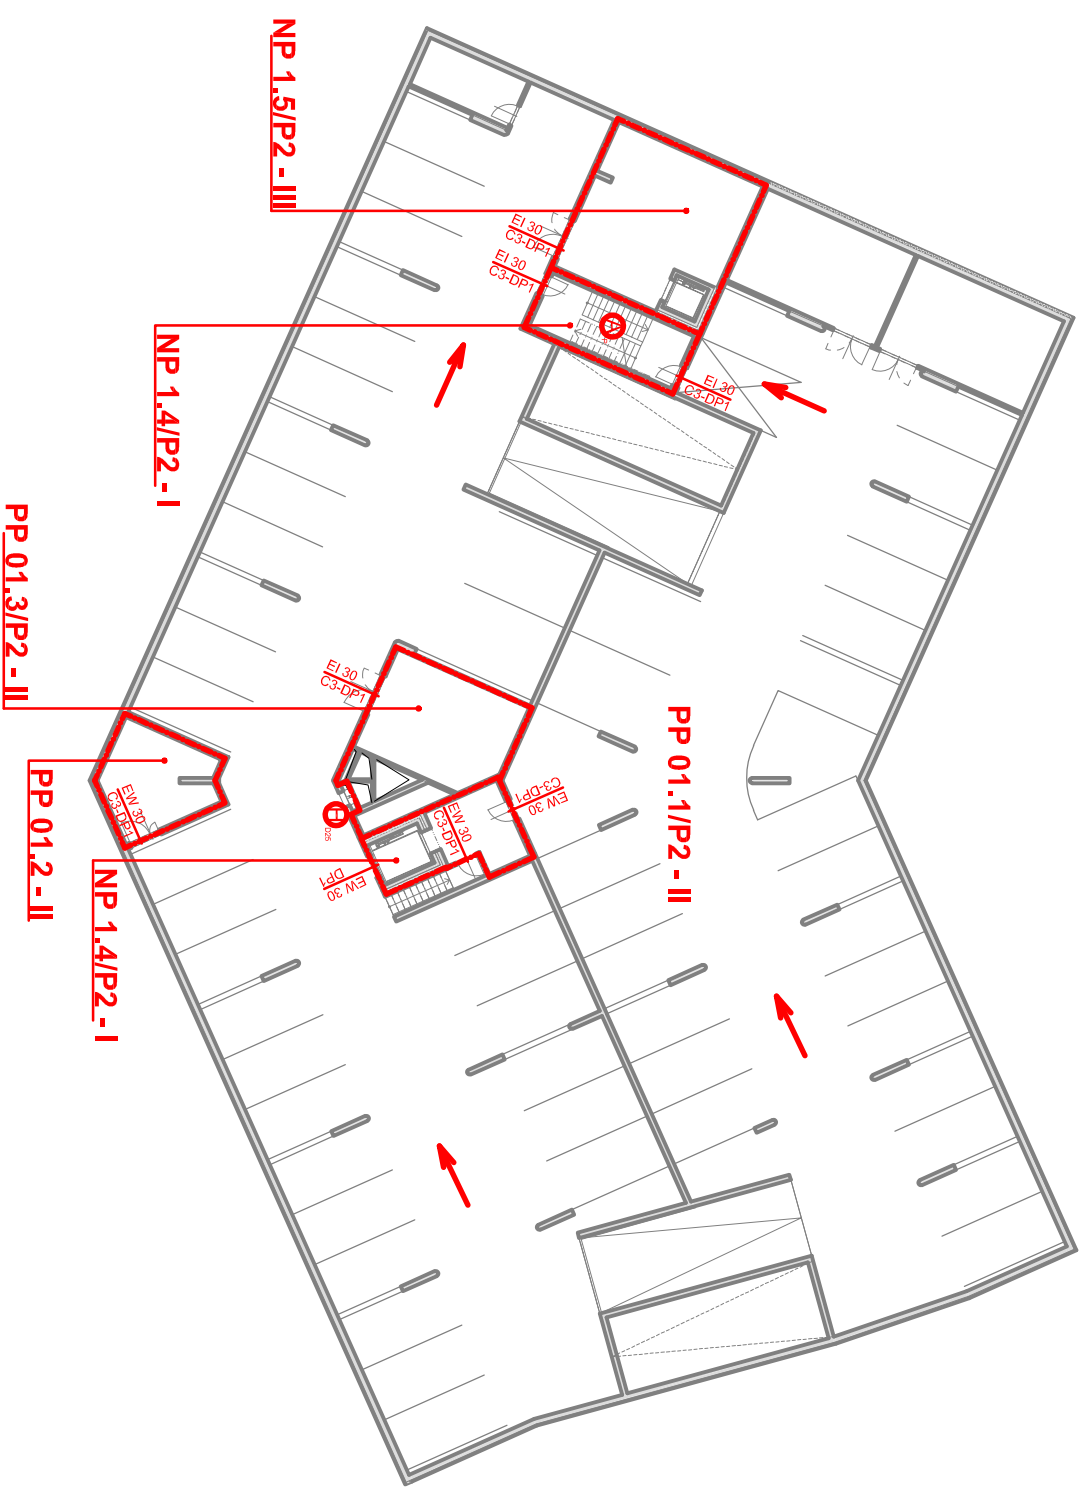 NP 1.5/P2 - III
EI 30
C3-DP1
EI 30
C3-DP1
NP 1.4/P2 - I
EI 30
C3-DP1
PP 01.3/P2 - II
EI 30
C3-DP1
PP 01.1/P2 - II
EW 30
C3-DP1
EW 30
C3-DP1
H
D25
EW 30
DP1
PP 01.2 - II
EW 30
C3-DP1
NP 1.4/P2 - I